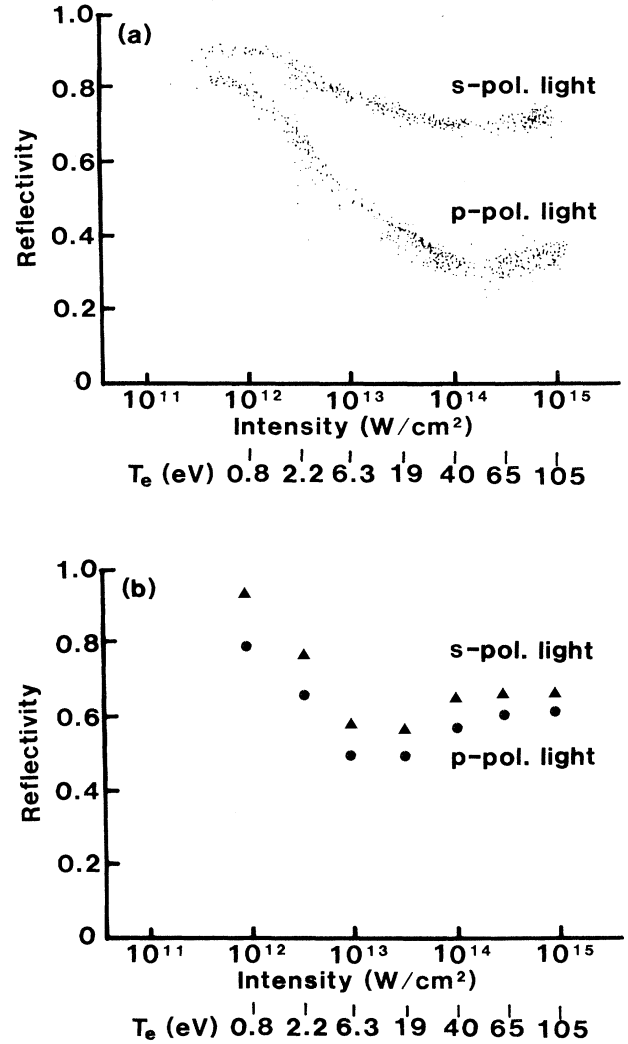 (a)
1.0
0.8
0.6
0.4
0.2
0
Reflectivity
s-pol. light
p-pol. light
10¹¹ 10¹² 10¹³ 10¹⁴ 10¹⁵
Intensity (W/cm²)
Tₑ (eV) 0.8 2.2 6.3 19 40 65 105
(b)
1.0
0.8
0.6
0.4
0.2
0
Reflectivity
s-pol. light
p-pol. light
10¹¹ 10¹² 10¹³ 10¹⁴ 10¹⁵
Intensity (W/cm²)
Tₑ (eV) 0.8 2.2 6.3 19 40 65 105